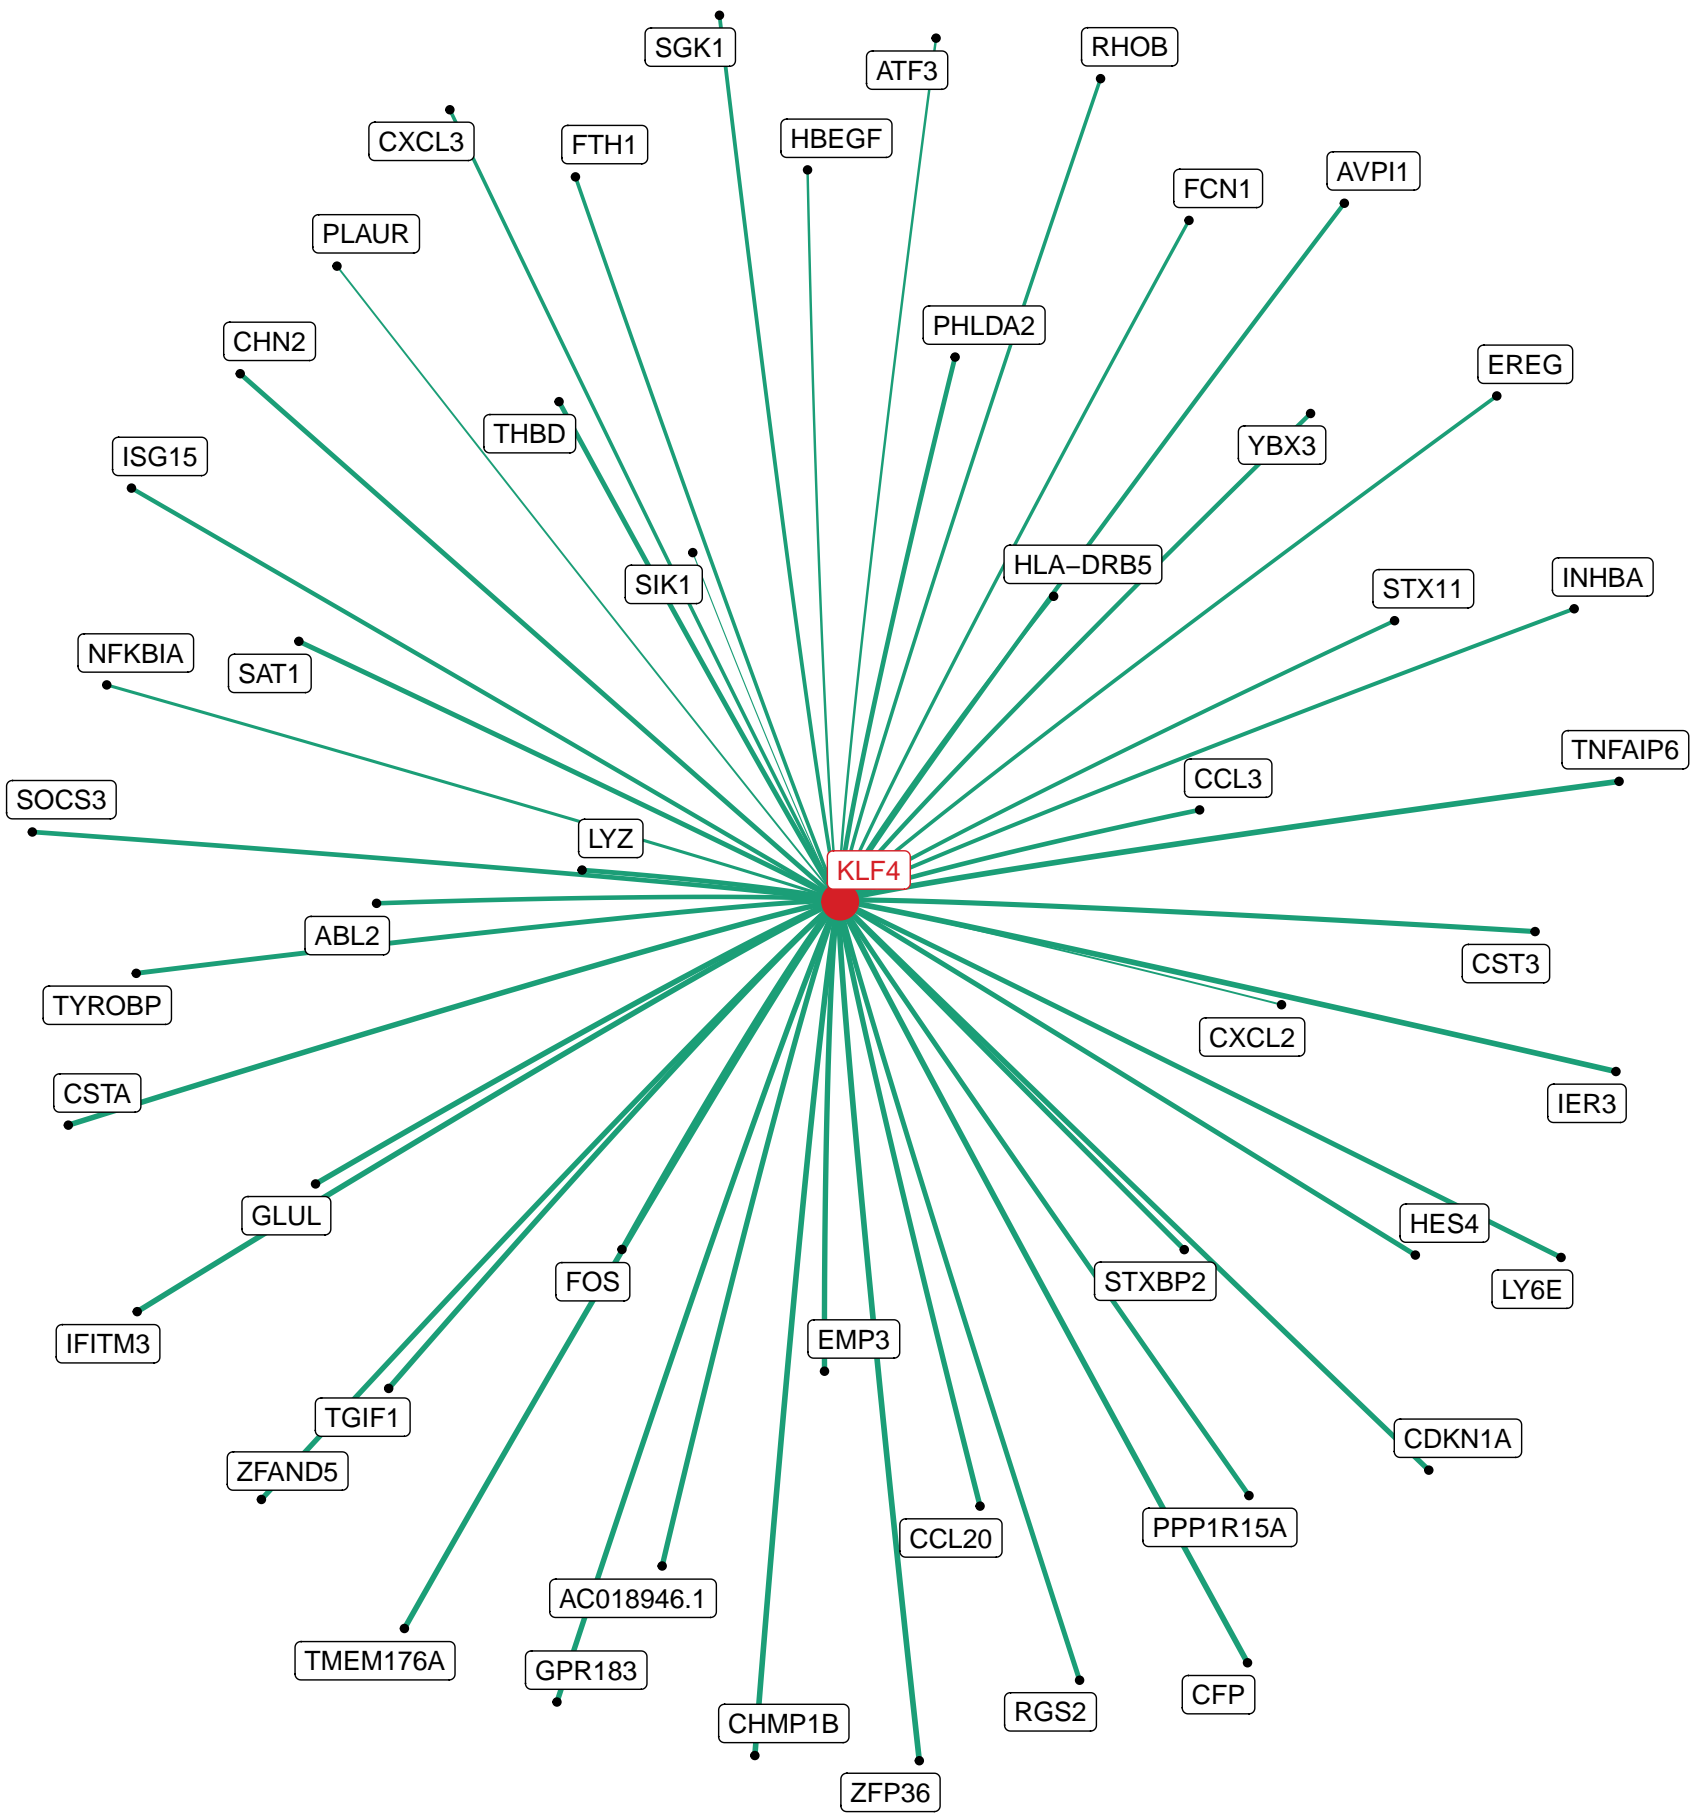 SGK1
RHOB
ATF3
HBEGF
CXCL3
FTH1
AVPI1
FCN1
PLAUR
PHLDA2
CHN2
EREG
THBD
YBX3
ISG15
HLA−DRB5
INHBA
SIK1
STX11
NFKBIA
SAT1
TNFAIP6
CCL3
SOCS3
LYZ
KLF4
ABL2
CST3
TYROBP
CXCL2
CSTA
IER3
GLUL
HES4
FOS
STXBP2
LY6E
EMP3
IFITM3
TGIF1
CDKN1A
ZFAND5
PPP1R15A
CCL20
AC018946.1
TMEM176A
GPR183
CFP
RGS2
CHMP1B
ZFP36